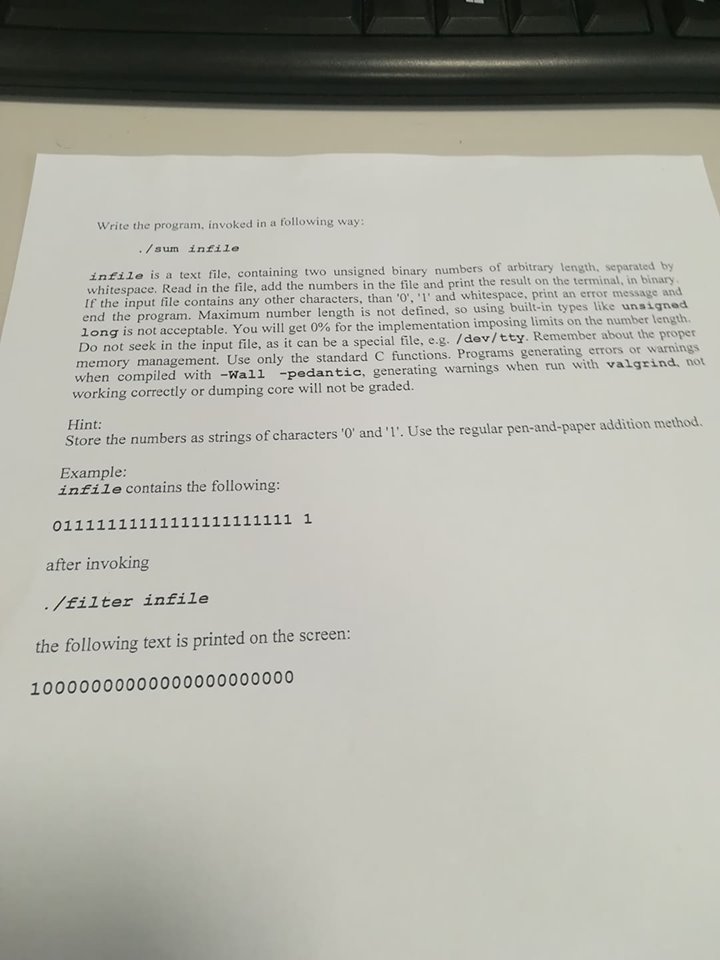 Write the program, invoked in a following way:
./sum infile
infile is a text file, containing two unsigned binary numbers of arbitrary length, separated by
whitespace. Read in the file, add the numbers in the file and print the result on the terminal, in binary.
If the input file contains any other characters, than '0', '1' and whitespace, print an error message and
end the program. Maximum number length is not defined, so using built-in types like unsigned
long is not acceptable. You will get 0% for the implementation imposing limits on the number length.
Do not seek in the input file, as it can be a special file, e.g. /dev/tty. Remember about the proper
memory management. Use only the standard C functions. Programs generating errors or warnings
when compiled with -Wall -pedantic, generating warnings when run with valgrind, not
working correctly or dumping core will not be graded.
Hint:
Store the numbers as strings of characters '0' and '1'. Use the regular pen-and-paper addition method.
Example:
infile contains the following:
01111111111111111111111 1
after invoking
./filter infile
the following text is printed on the screen:
10000000000000000000000